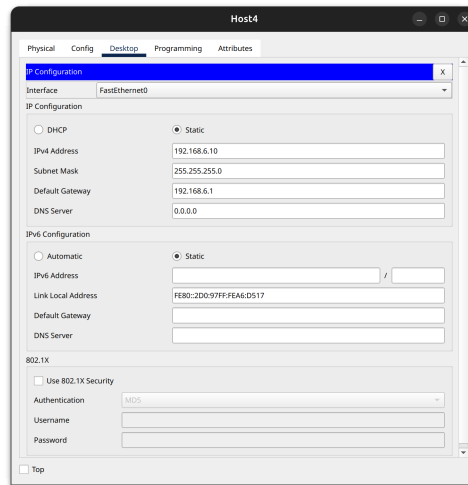 Host4
Physical Config Desktop Programming Attributes
IP Configuration X
Interface FastEthernet0
IP Configuration
DHCP Static
IPv4 Address 192.168.6.10
Subnet Mask 255.255.255.0
Default Gateway 192.168.6.1
DNS Server 0.0.0.0
IPv6 Configuration
Automatic Static
IPv6 Address /
Link Local Address FE80::2D0:97FF:FEA6:D517
Default Gateway
DNS Server
802.1X
Use 802.1X Security
Authentication MD5
Username
Password
Top